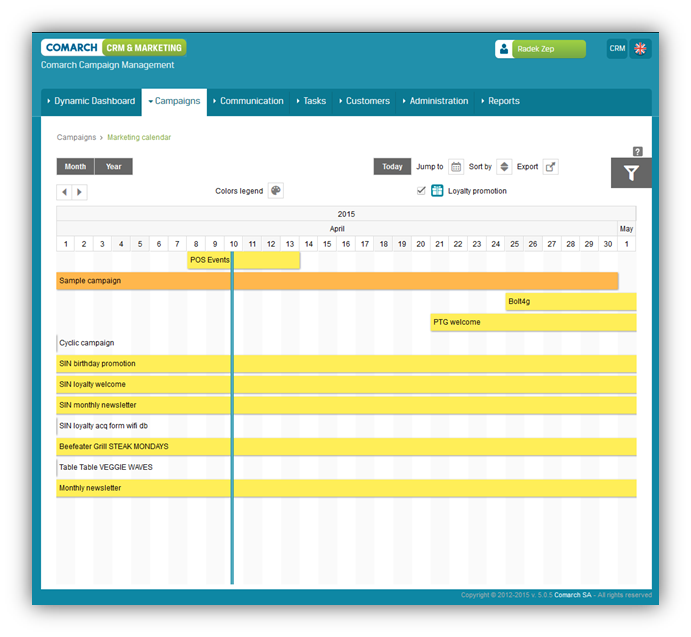 COMARCH CRM & MARKETING
Radek Zep
CRM
Comarch Campaign Management
Dynamic Dashboard Campaigns Communication Tasks Customers Administration Reports
Campaigns > Marketing calendar
?
Month Year Today Jump to Sort by Export
Colors legend Loyalty promotion
2015
April May
1 2 3 4 5 6 7 8 9 10 11 12 13 14 15 16 17 18 19 20 21 22 23 24 25 26 27 28 29 30 1
POS Events
Sample campaign
Bolt4g
PTG welcome
Cyclic campaign
SIN birthday promotion
SIN loyalty welcome
SIN monthly newsletter
SIN loyalty acq form wifi db
Beefeater Grill STEAK MONDAYS
Table Table VEGGIE WAVES
Monthly newsletter
Copyright © 2012-2015 v. 5.0.5 Comarch SA - All rights reserved